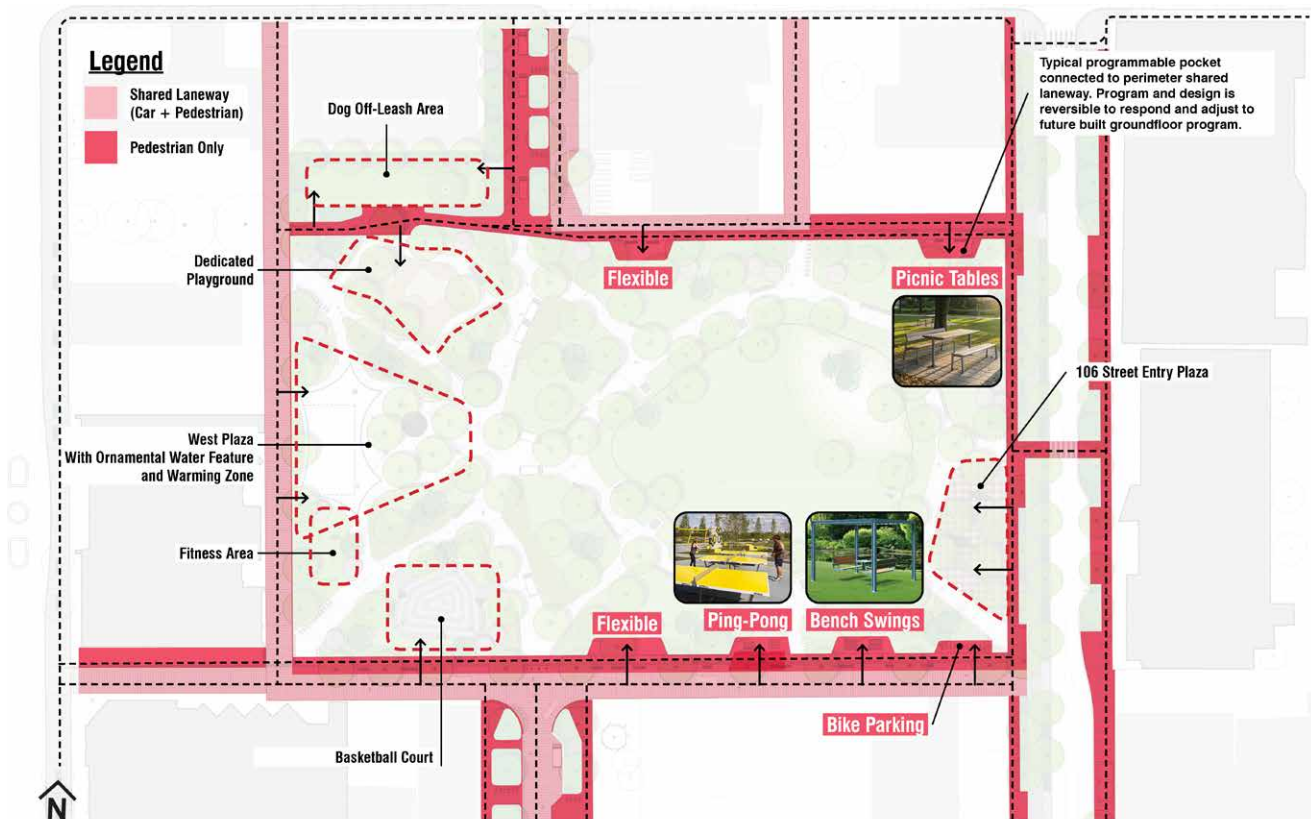 Legend
Shared Laneway
(Car + Pedestrian)
Pedestrian Only
Dog Off-Leash Area
Typical programmable pocket
connected to perimeter shared
laneway. Program and design is
reversible to respond and adjust to
future built groundfloor program.
Dedicated
Playground
Flexible
Picnic Tables
106 Street Entry Plaza
West Plaza
With Ornamental Water Feature
and Warming Zone
Fitness Area
Flexible
Ping-Pong
Bench Swings
Bike Parking
Basketball Court
N